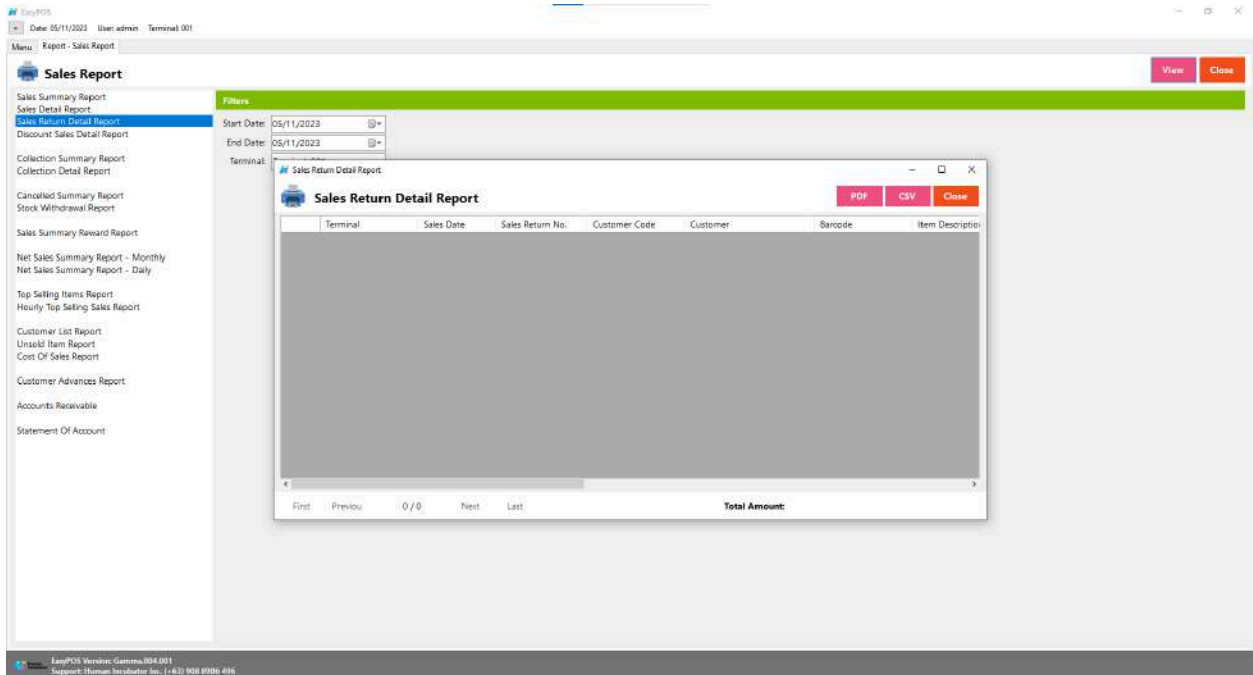 EasyPOS
Date: 05/11/2023 User: admin Terminal: 001
Menu Report - Sales Report
Sales Report
View Close
Sales Summary Report
Sales Detail Report
Sales Return Detail Report
Discount Sales Detail Report
Collection Summary Report
Collection Detail Report
Cancelled Summary Report
Stock Withdrawal Report
Sales Summary Reward Report
Net Sales Summary Report - Monthly
Net Sales Summary Report - Daily
Top Selling Items Report
Hourly Top Selling Sales Report
Customer List Report
Unsold Item Report
Cost Of Sales Report
Customer Advances Report
Accounts Receivable
Statement Of Account
Filters
Start Date: 05/11/2023
End Date: 05/11/2023
Terminal:
Sales Return Detail Report
Sales Return Detail Report
PDF CSV Close
Terminal Sales Date Sales Return No. Customer Code Customer Barcode Item Descriptio
First Previou 0 / 0 Next Last Total Amount:
EasyPOS Version: Gamma.004.001
Support: Human Incubator Inc. (+63) 908 8906 496